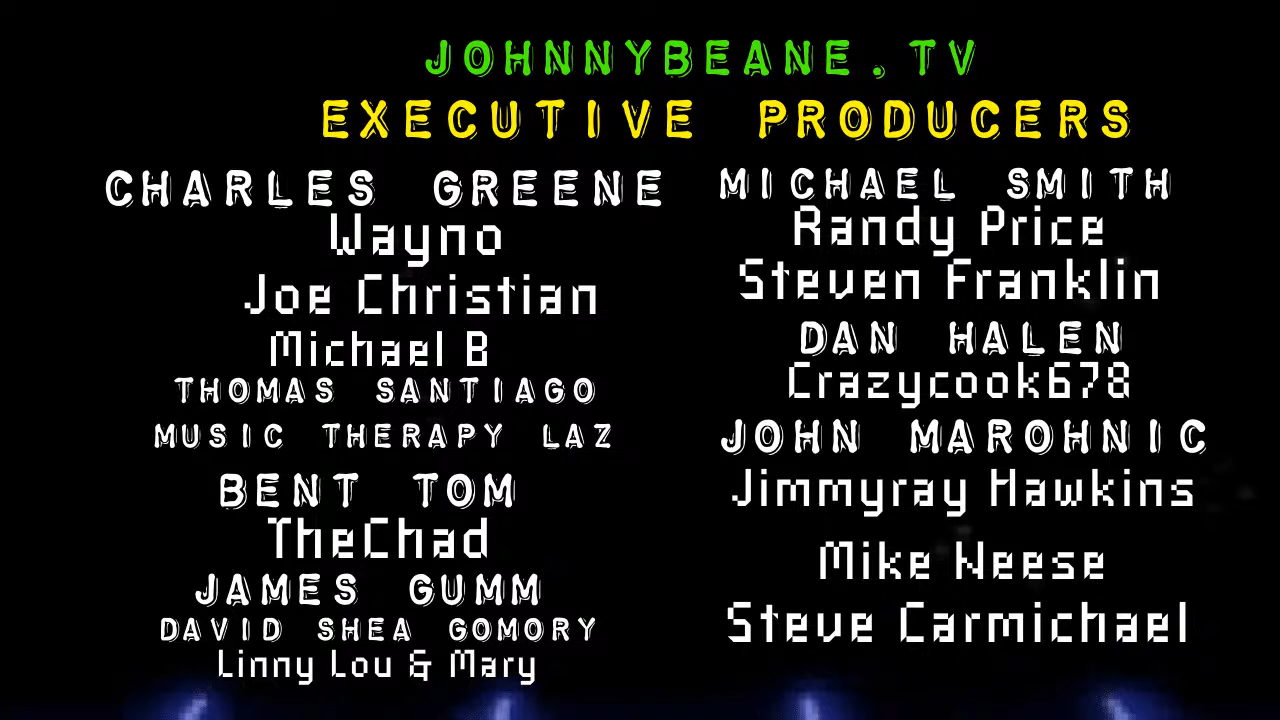 JOHNNYBEANE.TV
EXECUTIVE PRODUCERS
CHARLES GREENE
Wayno
Joe Christian
Michael B
THOMAS SANTIAGO
MUSIC THERAPY LAZ
BENT TOM
TheChad
JAMES GUMM
DAVID SHEA GOMORY
Linny Lou & Mary
MICHAEL SMITH
Randy Price
Steven Franklin
DAN HALEN
Crazycook678
JOHN MAROHNIC
Jimmyray Hawkins
Mike Neese
Steve Carmichael